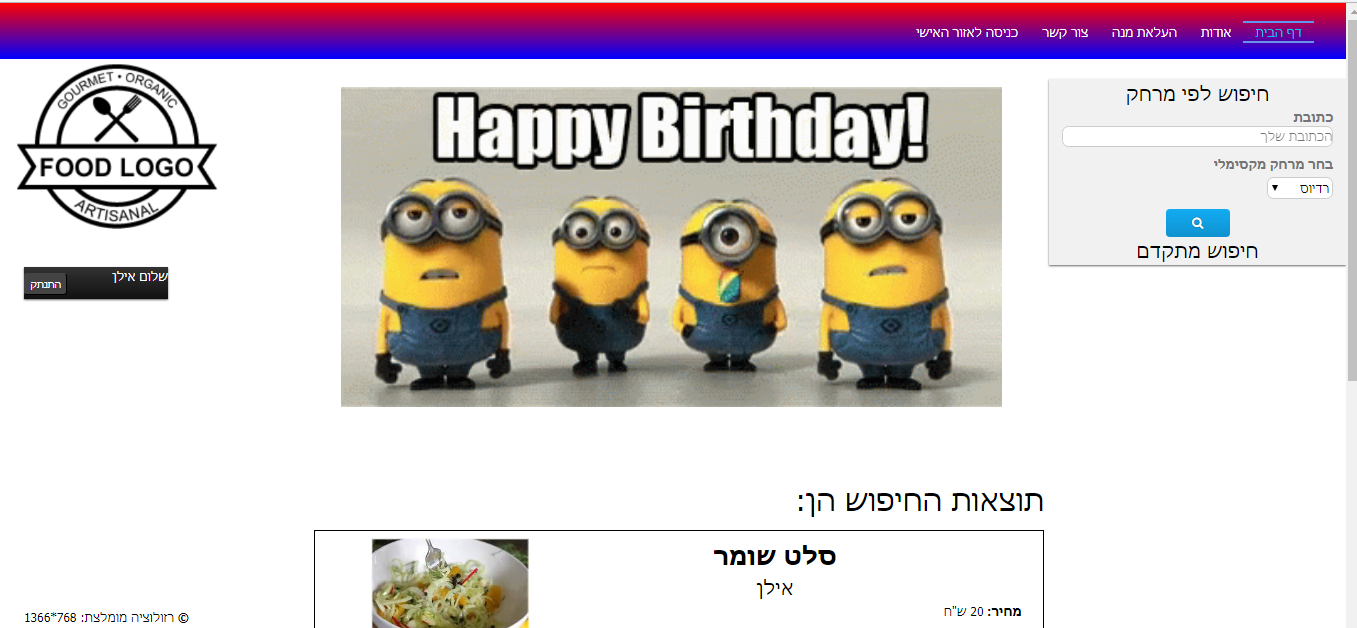 דף הבית
אודות
העלאת מנה
צור קשר
כניסה לאזור האישי
חיפוש לפי מרחק
כתובת
הכתובת שלך
בחר מרחק מקסימלי
רדיוס
חיפוש מתקדם
Happy Birthday!
GOURMET • ORGANIC
FOOD LOGO
ARTISANAL
שלום אילן
התנתק
תוצאות החיפוש הן:
סלט שומר
אילן
מחיר: 20 ש"ח
© רזולוציה מומלצת: 768*1366